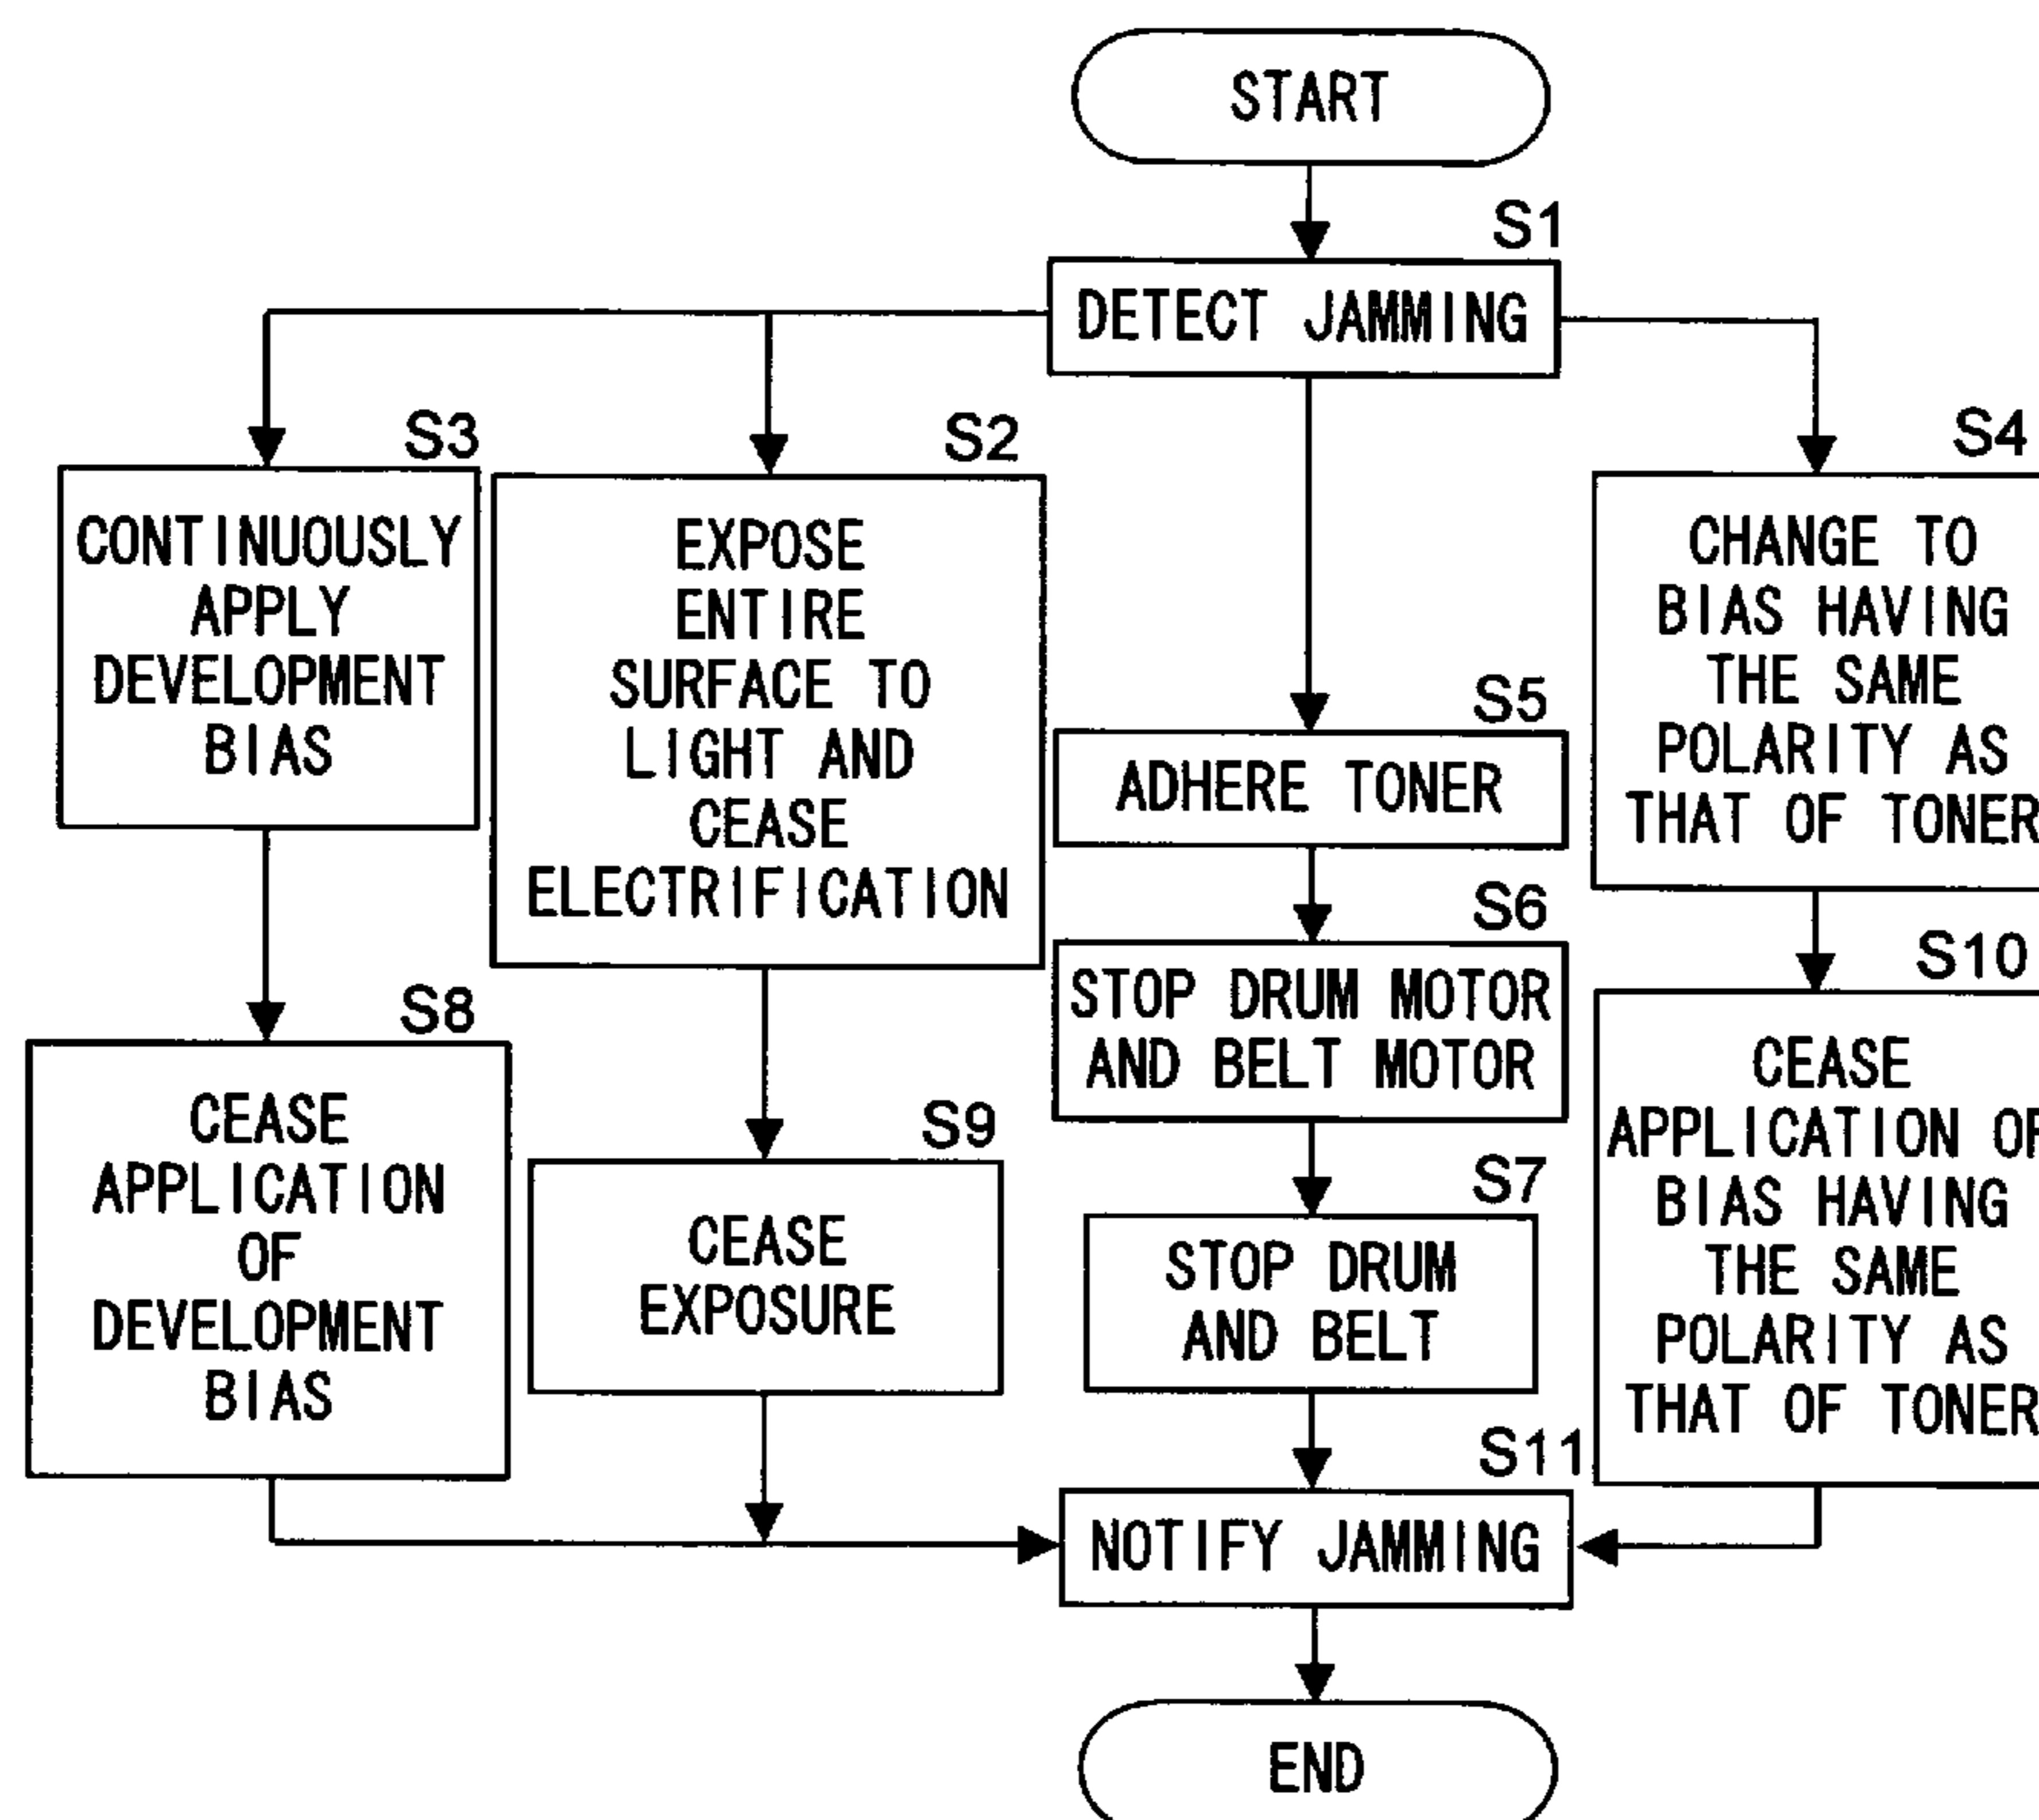 START
S1
DETECT JAMMING
S3
CONTINUOUSLY
APPLY
DEVELOPMENT
BIAS
S2
EXPOSE
ENTIRE
SURFACE TO
LIGHT AND
CEASE
ELECTRIFICATION
S4
CHANGE TO
BIAS HAVING
THE SAME
POLARITY AS
THAT OF TONER
S5
ADHERE TONER
S6
STOP DRUM MOTOR
AND BELT MOTOR
S7
STOP DRUM
AND BELT
S8
CEASE
APPLICATION
OF
DEVELOPMENT
BIAS
S9
CEASE
EXPOSURE
S10
CEASE
APPLICATION OF
BIAS HAVING
THE SAME
POLARITY AS
THAT OF TONER
S11
NOTIFY JAMMING
END